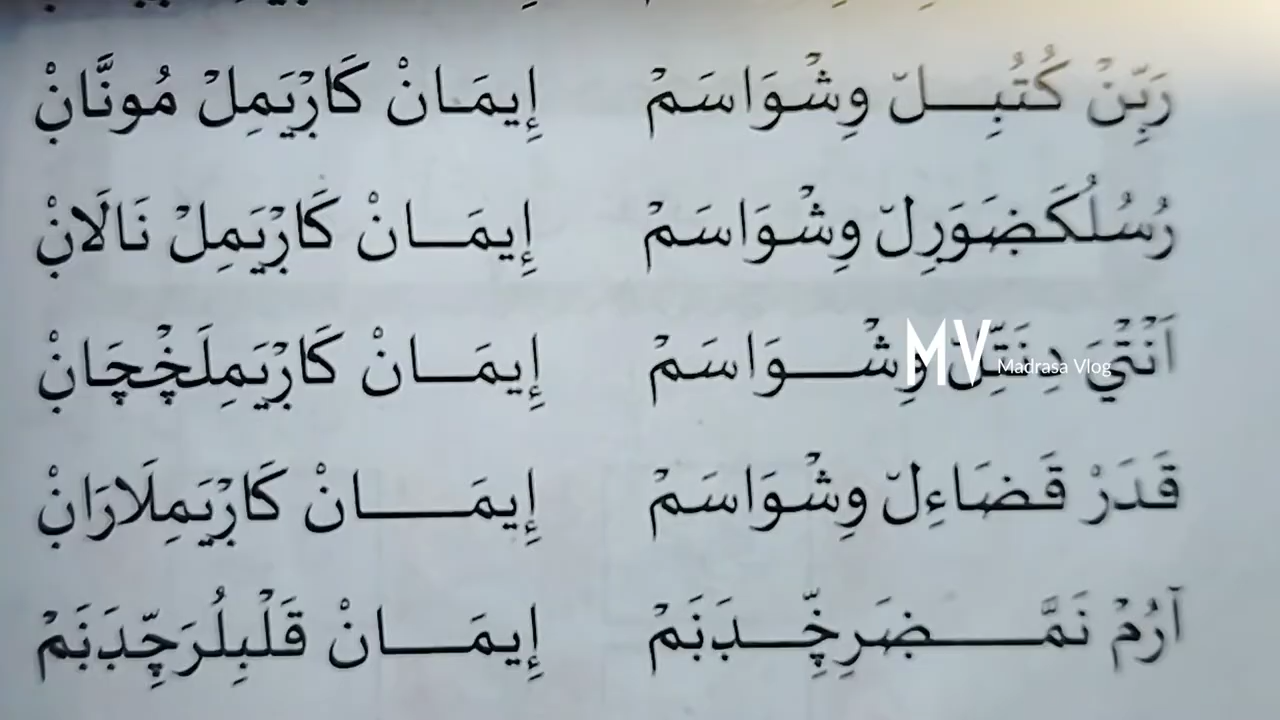 رَبِّنْ كُتُبِلّ وِشْوَاسَمْ إِيمَانْ كَارْيَمِلْ مُونَّانْ
رُسُلُكَضَوَرِلّ وِشْوَاسَمْ إِيمَانْ كَارْيَمِلْ نَالَانْ
اَنْتْيَ دِنَتِّلّ وِشْوَاسَمْ إِيمَانْ كَارْيَمِلَڿْچَانْ
قَدَرْ قَضَاءِلّ وِشْوَاسَمْ إِيمَانْ كَارْيَمِلَارَانْ
آرُمْ نَمَّضَرِچِّدَنَمْ إِيمَانْ قَلْبِلُرَچِّدَنَمْ
MV Madrasa Vlog